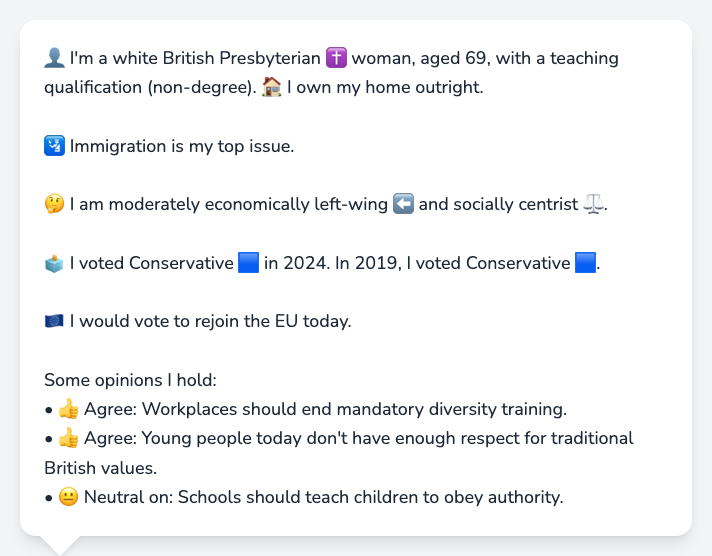 👤 I'm a white British Presbyterian ✝️ woman, aged 69, with a teaching
qualification (non-degree). 🏠 I own my home outright.
🛂 Immigration is my top issue.
🤔 I am moderately economically left-wing ⬅️ and socially centrist ⚖️.
🗳️ I voted Conservative 🟦 in 2024. In 2019, I voted Conservative 🟦.
🇪🇺 I would vote to rejoin the EU today.
Some opinions I hold:
• 👍 Agree: Workplaces should end mandatory diversity training.
• 👍 Agree: Young people today don't have enough respect for traditional
British values.
• 😐 Neutral on: Schools should teach children to obey authority.